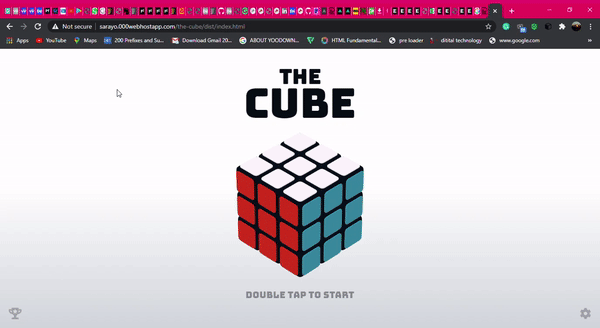 Not secure | sarayo.000webhostapp.com/the-cube/dist/index.html
Apps YouTube Maps 200 Prefixes and Su... Download Gmail 20... ABOUT YOODOWN... HTML Fundamental... pre loader ditital technology www.google.com
THE
CUBE
DOUBLE TAP TO START